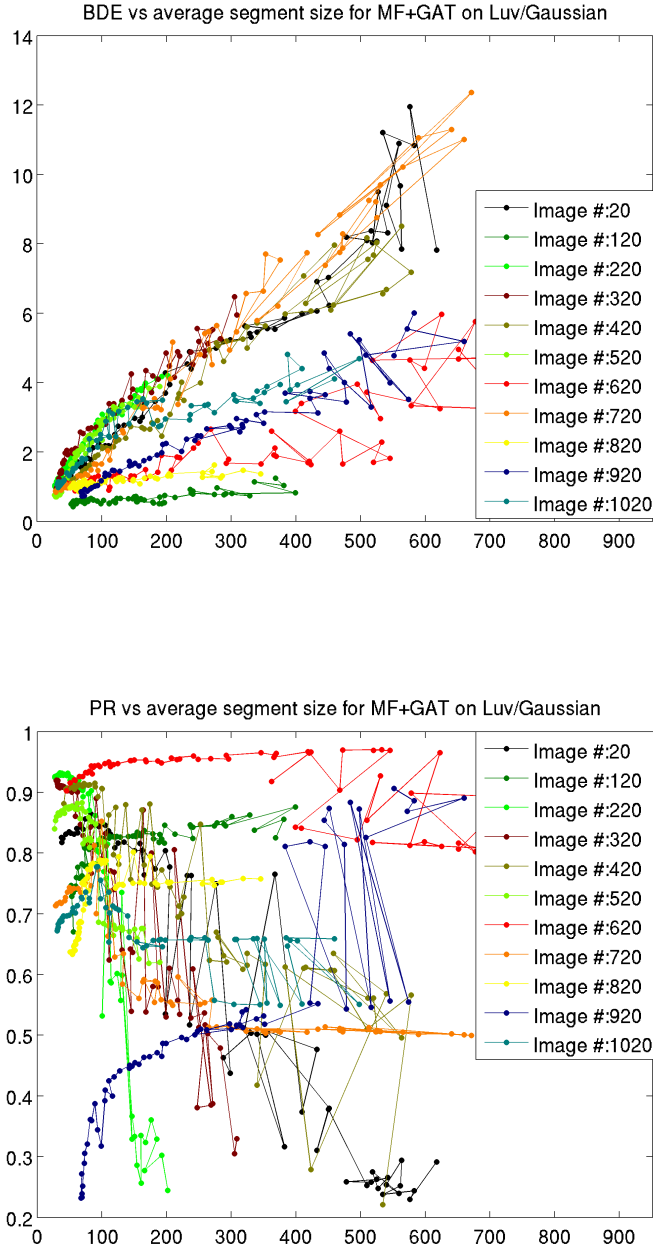 BDE vs average segment size for MF+GAT on Luv/Gaussian
14
12
10
8
6
4
2
0
Image #:20
Image #:120
Image #:220
Image #:320
Image #:420
Image #:520
Image #:620
Image #:720
Image #:820
Image #:920
Image #:1020
0 100 200 300 400 500 600 700 800 900
PR vs average segment size for MF+GAT on Luv/Gaussian
1
0.9
0.8
0.7
0.6
0.5
0.4
0.3
0.2
Image #:20
Image #:120
Image #:220
Image #:320
Image #:420
Image #:520
Image #:620
Image #:720
Image #:820
Image #:920
Image #:1020
0 100 200 300 400 500 600 700 800 900